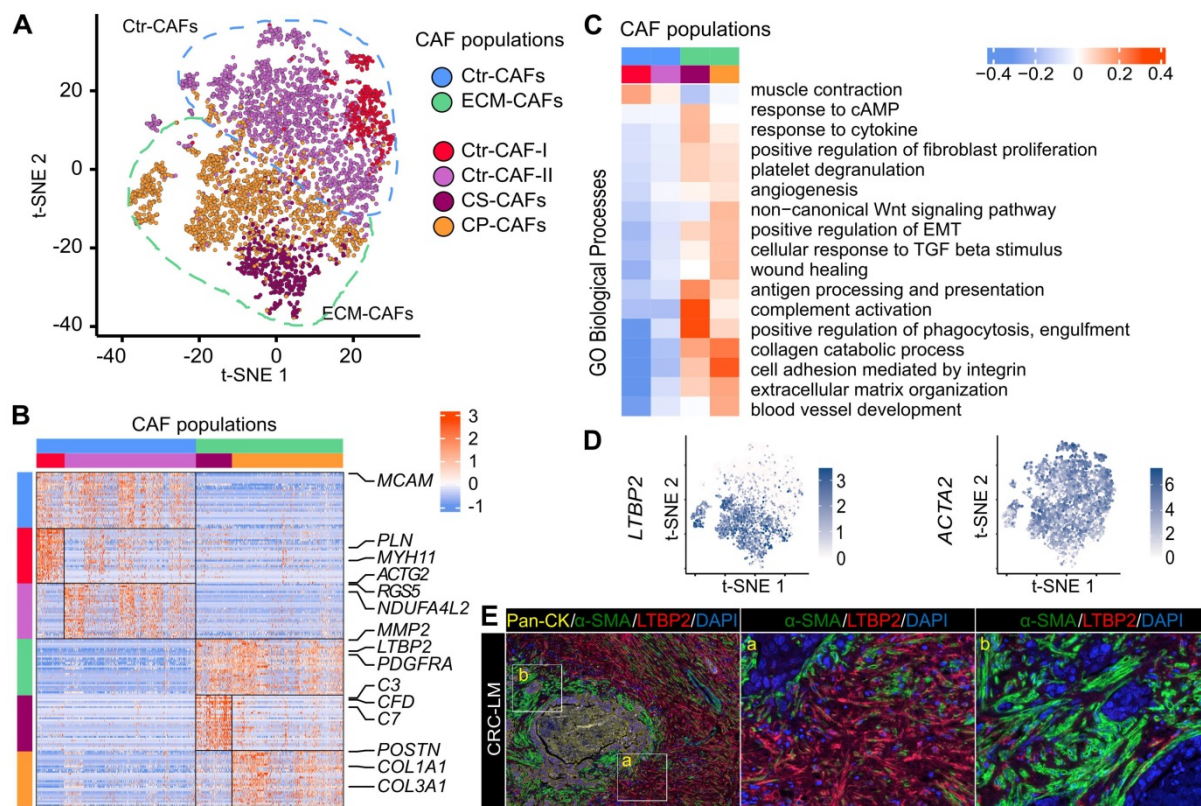 A
Ctr-CAFs
ECM-CAFs
t-SNE 2
20
0
-20
-40
-40
-20
0
20
t-SNE 1
CAF populations
Ctr-CAFs
ECM-CAFs
Ctr-CAF-I
Ctr-CAF-II
CS-CAFs
CP-CAFs
B
CAF populations
3
2
1
0
-1
MCAM
PLN
MYH11
ACTG2
RGS5
NDUFA4L2
MMP2
LTBP2
PDGFRA
C3
CFD
C7
POSTN
COL1A1
COL3A1
C
CAF populations
−0.4
0
0.2
0.4
GO Biological Processes
muscle contraction
response to cAMP
response to cytokine
positive regulation of fibroblast proliferation
platelet degranulation
angiogenesis
non−canonical Wnt signaling pathway
positive regulation of EMT
cellular response to TGF beta stimulus
wound healing
antigen processing and presentation
complement activation
positive regulation of phagocytosis, engulfment
collagen catabolic process
cell adhesion mediated by integrin
extracellular matrix organization
blood vessel development
D
LTBP2
t-SNE 2
t-SNE 1
3
2
1
0
ACTA2
t-SNE 2
t-SNE 1
6
4
2
0
E
CRC-LM
Pan-CK/α-SMA/LTBP2/DAPI
b
a
α-SMA/LTBP2/DAPI
a
α-SMA/LTBP2/DAPI
b